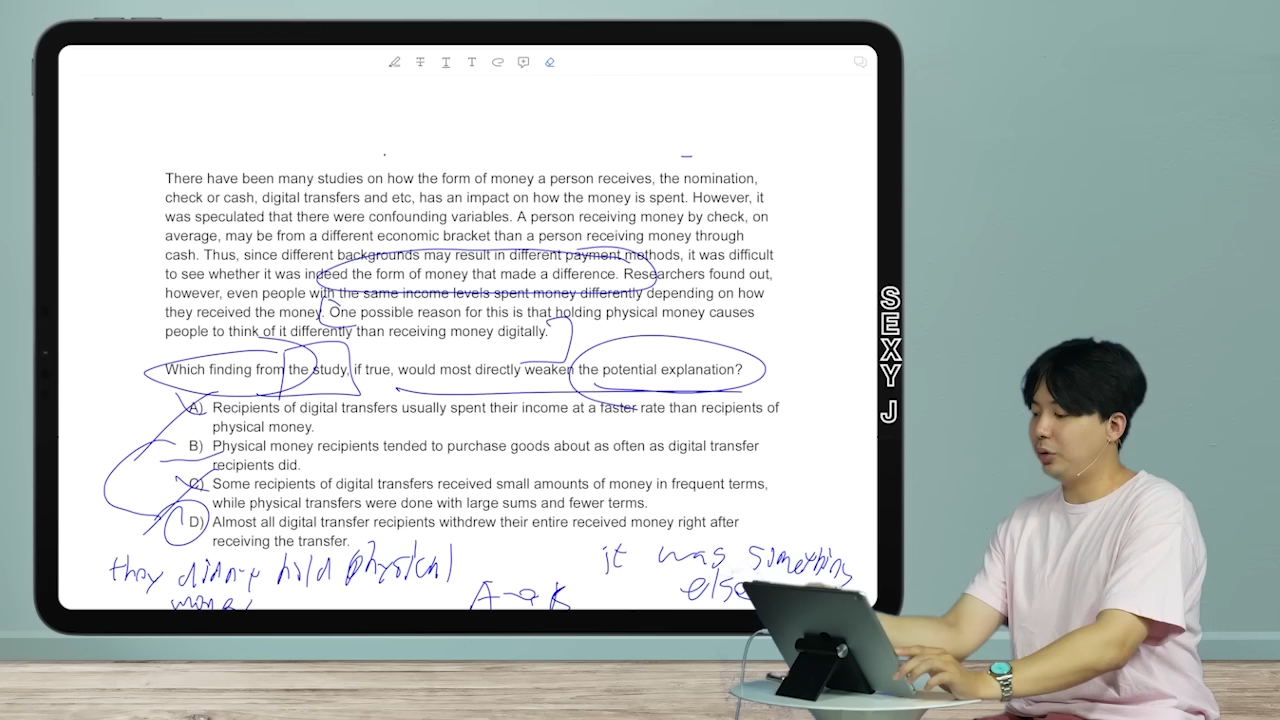 There have been many studies on how the form of money a person receives, the nomination,
check or cash, digital transfers and etc, has an impact on how the money is spent. However, it
was speculated that there were confounding variables. A person receiving money by check, on
average, may be from a different economic bracket than a person receiving money through
cash. Thus, since different backgrounds may result in different payment methods, it was difficult
to see whether it was indeed the form of money that made a difference. Researchers found out,
however, even people with the same income levels spent money differently depending on how
they received the money. One possible reason for this is that holding physical money causes
people to think of it differently than receiving money digitally.
Which finding from the study, if true, would most directly weaken the potential explanation?
A) Recipients of digital transfers usually spent their income at a faster rate than recipients of
physical money.
B) Physical money recipients tended to purchase goods about as often as digital transfer
recipients did.
C) Some recipients of digital transfers received small amounts of money in frequent terms,
while physical transfers were done with large sums and fewer terms.
D) Almost all digital transfer recipients withdrew their entire received money right after
receiving the transfer.
they didn't hold physical
money
it was something
else
A
SEXY J